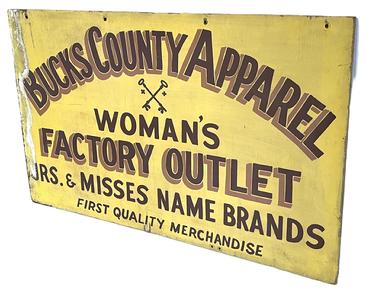 BUCKS COUNTY APPAREL
WOMAN'S
FACTORY OUTLET
JRS. & MISSES NAME BRANDS
FIRST QUALITY MERCHANDISE